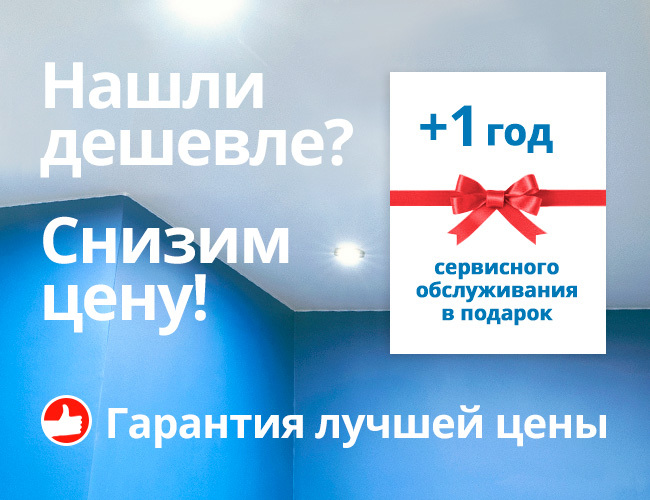 Нашли
дешевле?
Снизим
цену!
+1 год
сервисного
обслуживания
в подарок
Гарантия лучшей цены